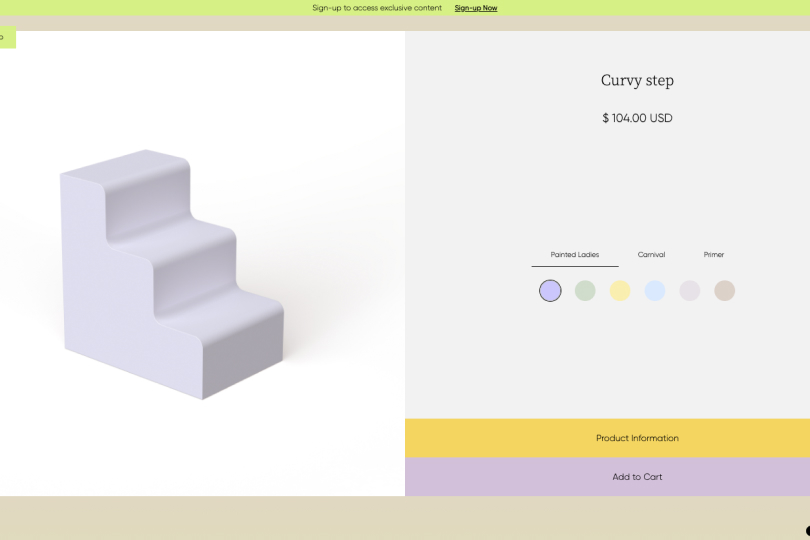 Sign-up to access exclusive content Sign-up Now
Curvy step
$ 104.00 USD
Painted Ladies Carnival Primer
Product Information
Add to Cart